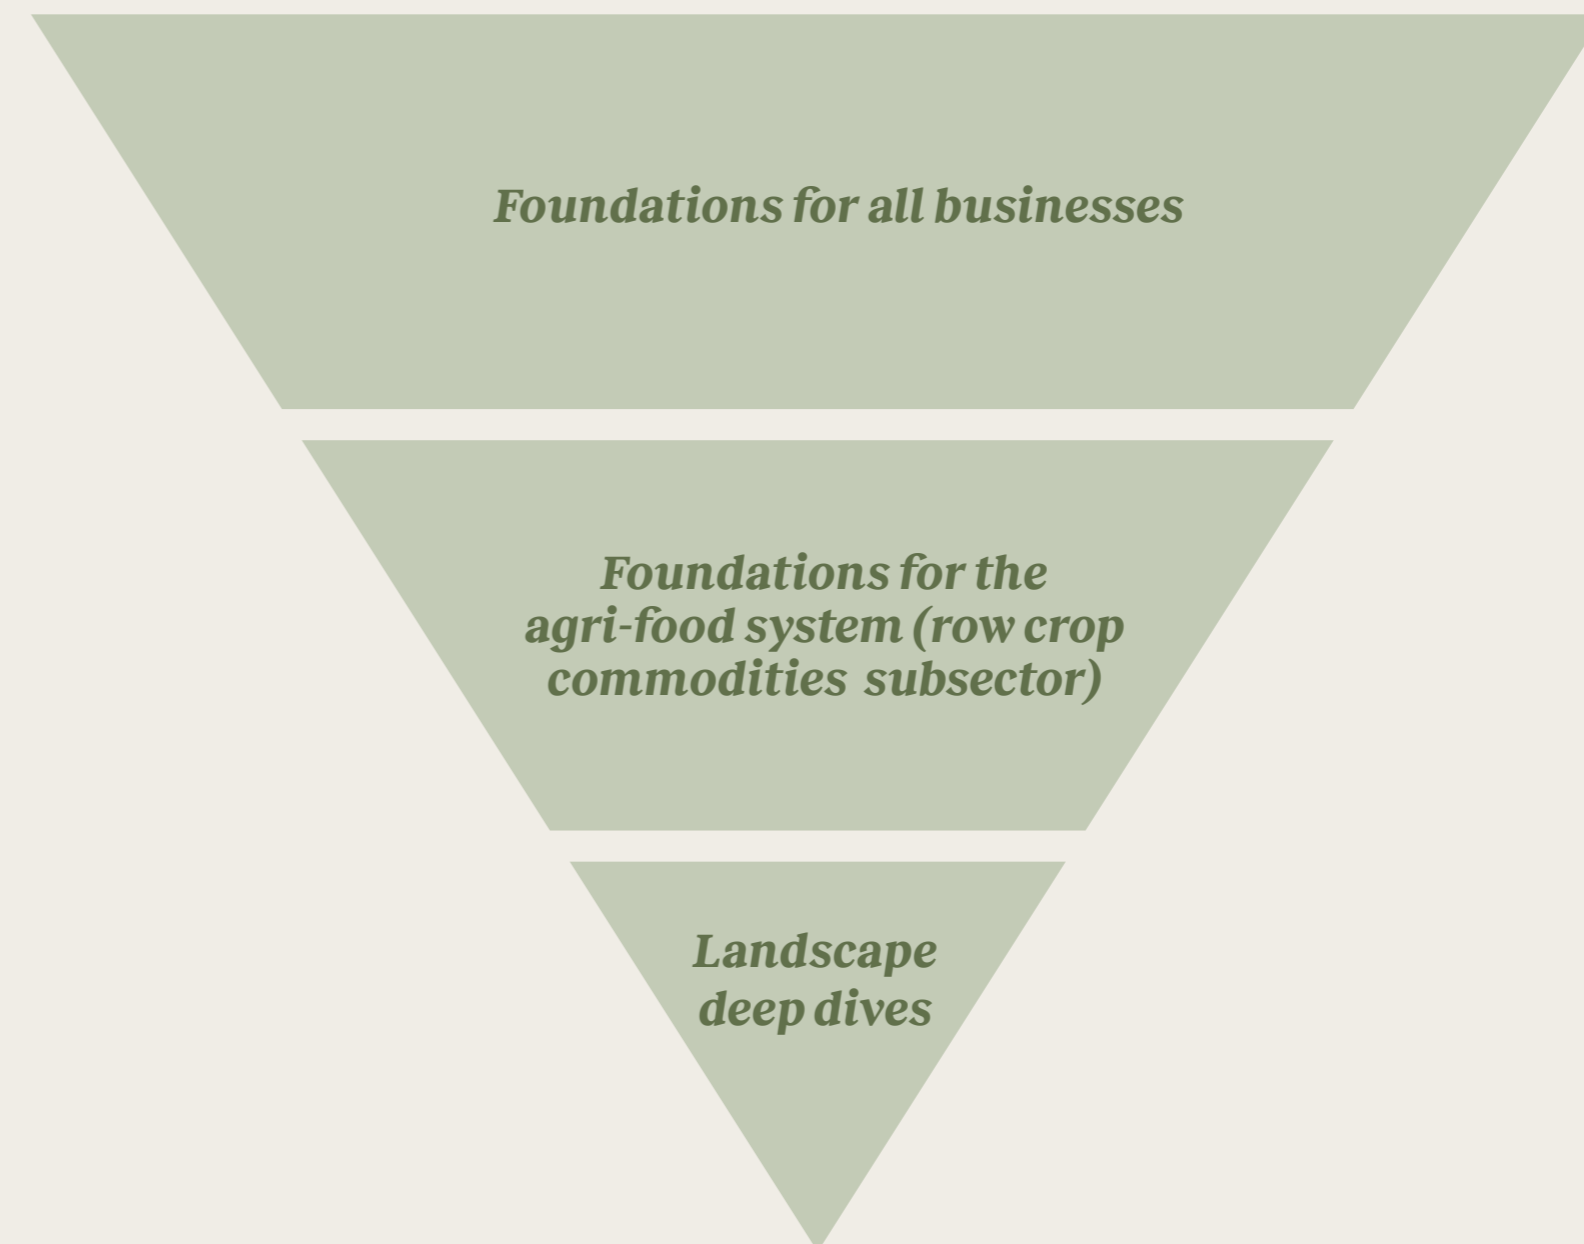 Foundations for all businesses
Foundations for the
agri-food system (row crop
commodities subsector)
Landscape
deep dives